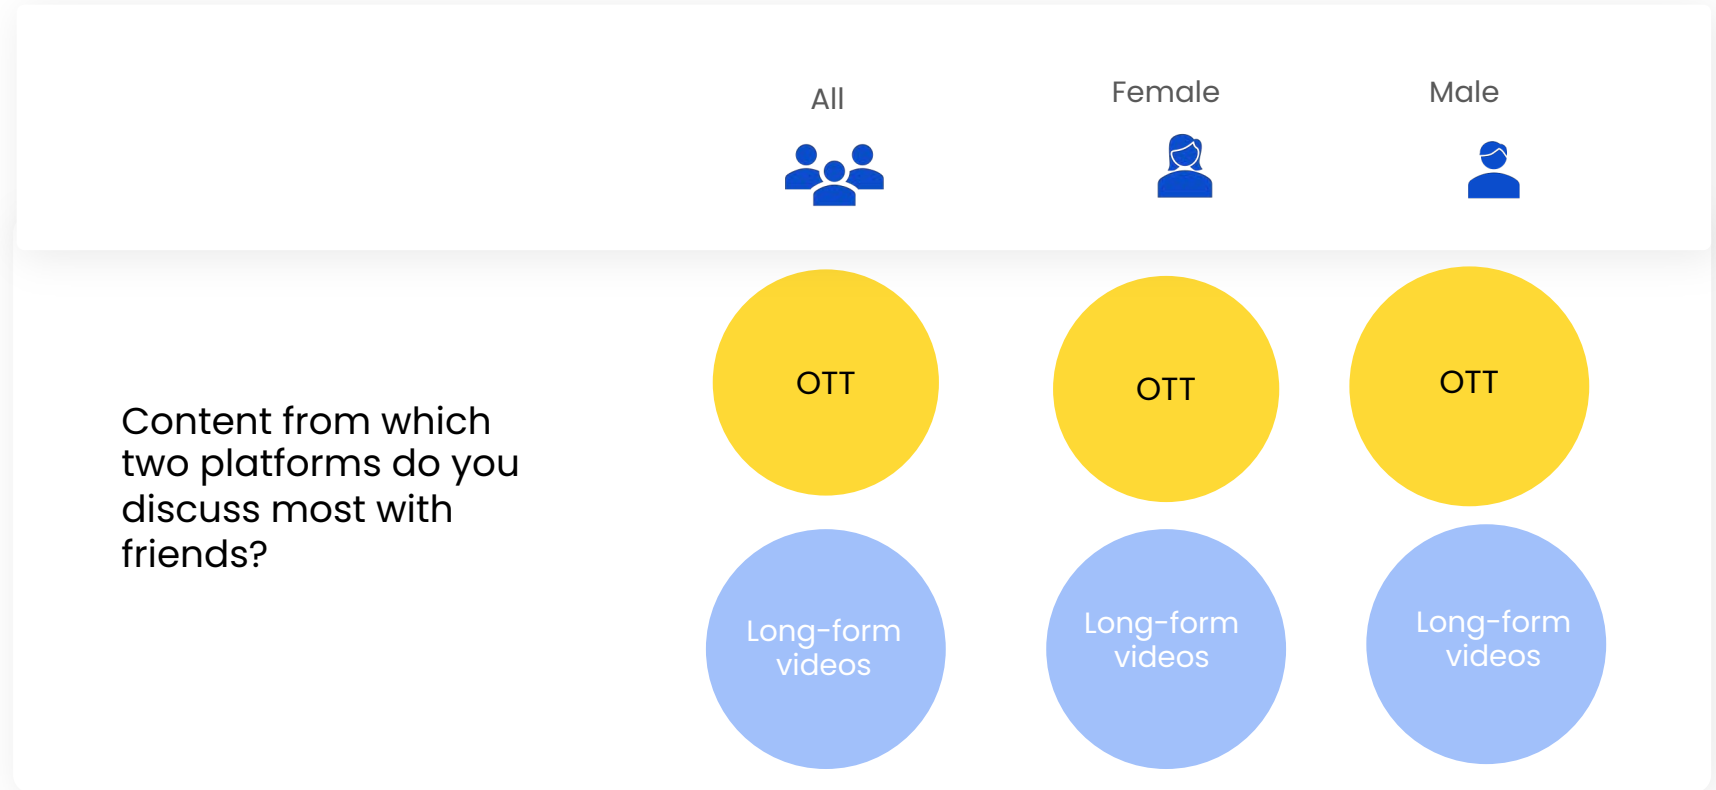 All
Female
Male
Content from which
two platforms do you
discuss most with
friends?
OTT
OTT
OTT
Long-form
videos
Long-form
videos
Long-form
videos